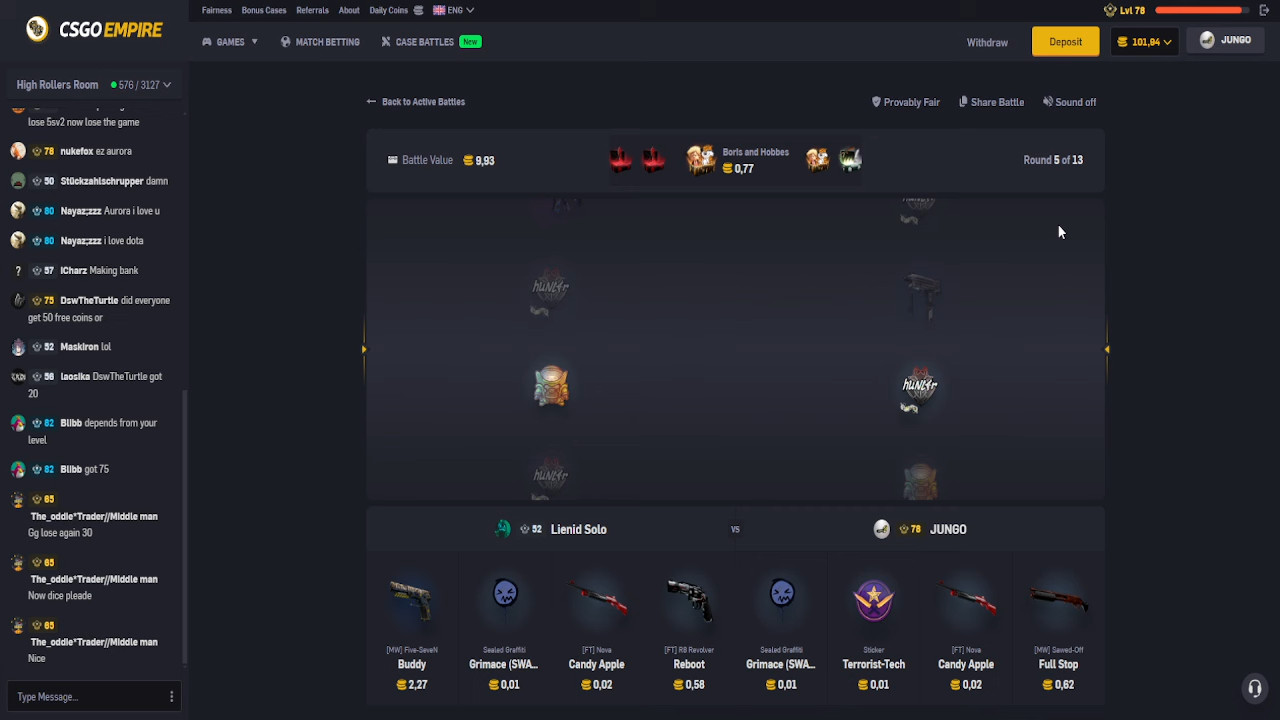 Fairness Bonus Cases Referrals About Daily Coins ENG
Lvl 78
CSGOEMPIRE
GAMES MATCH BETTING CASE BATTLES New
Withdraw Deposit 101,94 JUNGO
High Rollers Room 576 / 3127
lose 5sv2 now lose the game
78 nukefox ez aurora
50 Stückzahlschrupper damn
80 Nayaz;zzz Aurora i love u
80 Nayaz;zzz i love dota
? 57 ICharz Making bank
75 DswTheTurtle did everyone
get 50 free coins or
52 Maskiron lol
56 laosika DswTheTurtle got
20
82 Blibb depends from your
level
82 Blibb got 75
65
The_oddie*Trader//Middle man
Gg lose again 30
65
The_oddie*Trader//Middle man
Now dice pleade
65
The_oddie*Trader//Middle man
Nice
Type Message...
Back to Active Battles
Provably Fair Share Battle Sound off
Battle Value 9,93
Boris and Hobbes
0,77
Round 5 of 13
HUNT4R
HUNT4R
52 Lienid Solo VS 78 JUNGO
[MW] Five-SeveN
Buddy
2,27
Sealed Graffiti
Grimace (SWA...
0,01
[FT] Nova
Candy Apple
0,02
[FT] R8 Revolver
Reboot
0,58
Sealed Graffiti
Grimace (SWA...
0,01
Sticker
Terrorist-Tech
0,01
[FT] Nova
Candy Apple
0,02
[MW] Sawed-Off
Full Stop
0,62